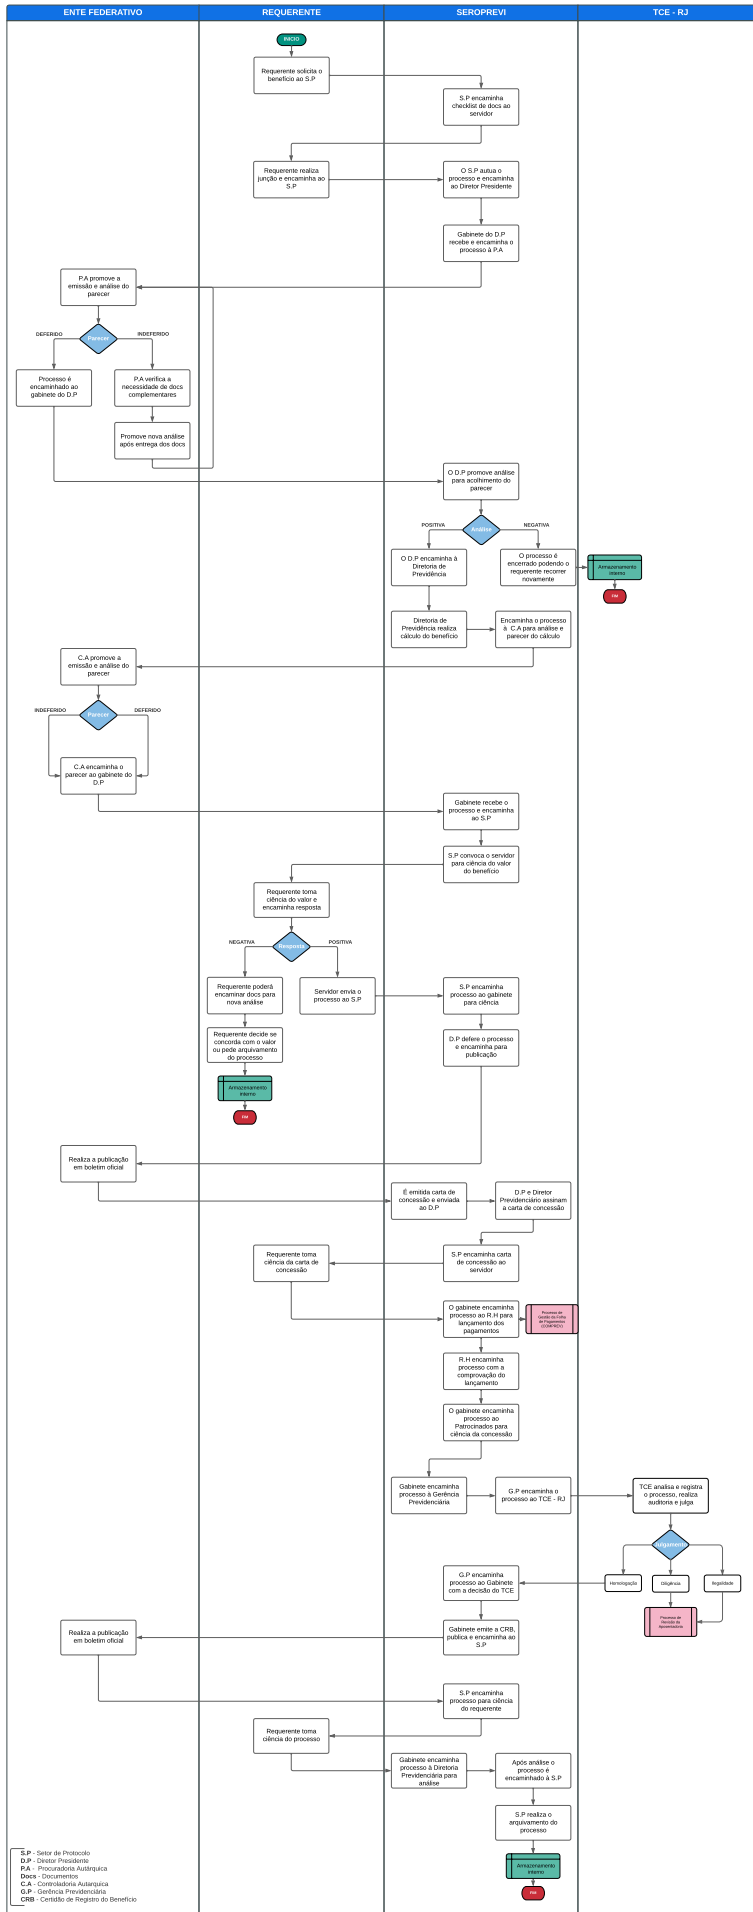 ENTE FEDERATIVO
REQUERENTE
SEROPREVI
TCE - RJ
INICIO
Requerente solicita o
benefício ao S.P
S.P encaminha
checklist de docs ao
servidor
Requerente realiza
junção e encaminha ao
S.P
O S.P autua o
processo e encaminha
ao Diretor Presidente
Gabinete do D.P
recebe e encaminha o
processo à P.A
P.A promove a
emissão e análise do
parecer
DEFERIDO
Parecer
INDEFERIDO
Processo é
encaminhado ao
gabinete do D.P
P.A verifica a
necessidade de docs
complementares
Promove nova análise
após entrega dos docs
O D.P promove análise
para acolhimento do
parecer
POSITIVA
Análise
NEGATIVA
O D.P encaminha à
Diretoria de
Previdência
O processo é
encerrado podendo o
requerente recorrer
novamente
Armazenamento
interno
FIM
Diretoria de
Previdência realiza
cálculo do benefício
Encaminha o processo
à C.A para análise e
parecer do cálculo
C.A promove a
emissão e análise do
parecer
INDEFERIDO
Parecer
DEFERIDO
C.A encaminha o
parecer ao gabinete do
D.P
Gabinete recebe o
processo e encaminha
ao S.P
S.P convoca o servidor
para ciência do valor
do benefício
Requerente toma
ciência do valor e
encaminha resposta
NEGATIVA
Resposta
POSITIVA
Requerente poderá
encaminar docs para
nova análise
Servidor envia o
processo ao S.P
S.P encaminha
processo ao gabinete
para ciência
Requerente decide se
concorda com o valor
ou pede arquivamento
do processo
D.P defere o processo
e encaminha para
publicação
Armazenamento
interno
FIM
Realiza a publicação
em boletim oficial
É emitida carta de
concessão e enviada
ao D.P
D.P e Diretor
Previdenciário assinam
a carta de concessão
Requerente toma
ciência da carta de
concessão
S.P encaminha carta
de concessão ao
servidor
O gabinete encaminha
processo ao R.H para
lançamento dos
pagamentos
Processo de
Gestão da Folha
de Pagamentos
(COMPREV)
R.H encaminha
processo com a
comprovação do
lançamento
O gabinete encaminha
processo ao
Patrocinados para
ciência da concessão
Gabinete encaminha
processo à Gerência
Previdenciária
G.P encaminha o
processo ao TCE - RJ
TCE analisa e registra
o processo, realiza
auditoria e julga
Julgamento
Homologação
Diligência
Ilegalidade
G.P encaminha
processo ao Gabinete
com a decisão do TCE
Processo de
Revisão da
Aposentadoria
Realiza a publicação
em boletim oficial
Gabinete emite a CRB,
publica e encaminha ao
S.P
S.P encaminha
processo para ciência
do requerente
Requerente toma
ciência do processo
Gabinete encaminha
processo à Diretoria
Previdenciária para
análise
Após análise o
processo é
encaminhado à S.P
S.P realiza o
arquivamento do
processo
Armazenamento
interno
FIM
S.P - Setor de Protocolo
D.P - Diretor Presidente
P.A - Procuradoria Autárquica
Docs - Documentos
C.A - Controladoria Autarquica
G.P - Gerência Previdenciária
CRB - Certidão de Registro do Benefício